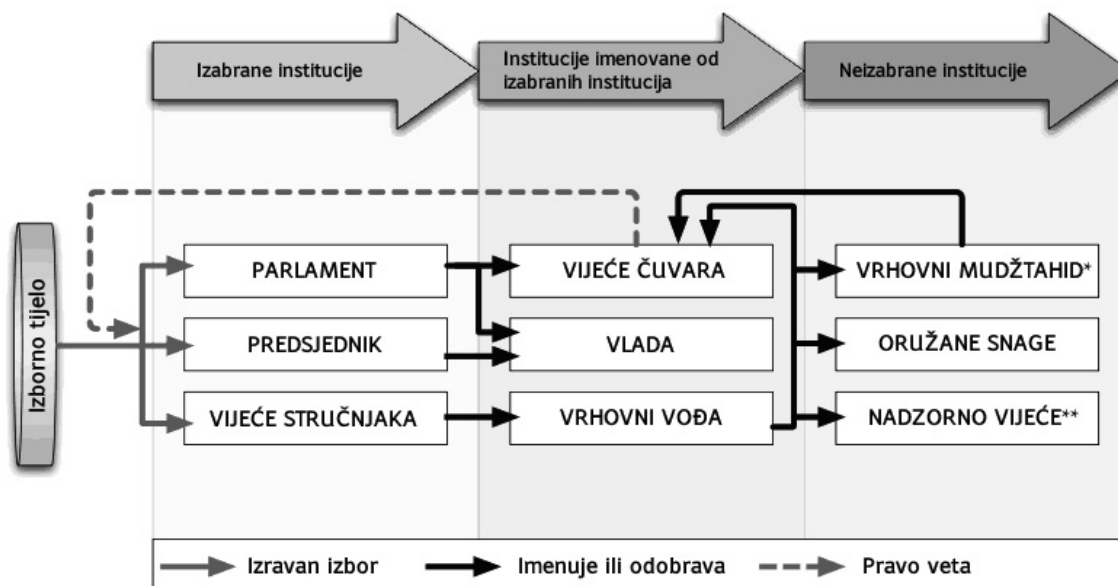 Izabrane institucije
Institucije imenovane od
izabranih institucija
Neizabrane institucije
Izborno tijelo
PARLAMENT
VIJEĆE ČUVARA
VRHOVNI MUDŽTAHID*
PREDSJEDNIK
VLADA
ORUŽANE SNAGE
VIJEĆE STRUČNJAKA
VRHOVNI VOĐA
NADZORNO VIJEĆE**
Izravan izbor
Imenuje ili odobrava
Pravo veta